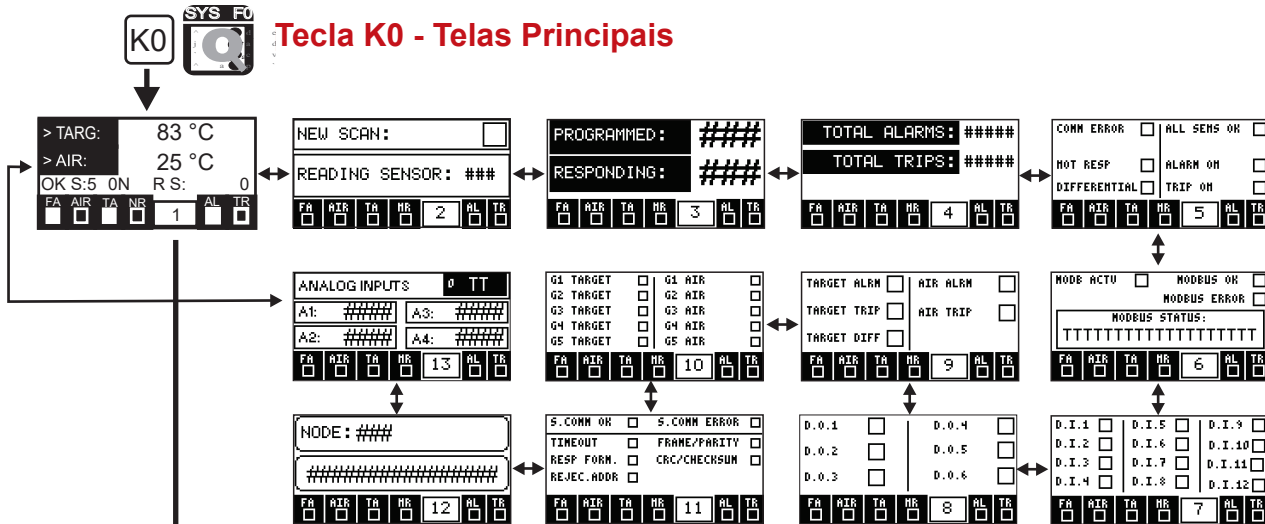 SYS F0
K0
Tecla K0 - Telas Principais
> TARG: 83 °C
> AIR: 25 °C
OK S:5 0N R S: 0
FA AIR TA NR 1 AL TR
NEW SCAN:
READING SENSOR: ###
FA AIR TA NR 2 AL TR
PROGRAMMED: ####
RESPONDING: ####
FA AIR TA NR 3 AL TR
TOTAL ALARMS: #####
TOTAL TRIPS: #####
FA AIR TA NR 4 AL TR
COMM ERROR ALL SENS OK
NOT RESP ALARM ON
DIFFERENTIAL TRIP ON
FA AIR TA NR 5 AL TR
ANALOG INPUTS 0 TT
A1: ##### A3: #####
A2: ##### A4: #####
FA AIR TA NR 13 AL TR
G1 TARGET G1 AIR
G2 TARGET G2 AIR
G3 TARGET G3 AIR
G4 TARGET G4 AIR
G5 TARGET G5 AIR
FA AIR TA NR 10 AL TR
TARGET ALRM AIR ALRM
TARGET TRIP AIR TRIP
TARGET DIFF
FA AIR TA NR 9 AL TR
MODB ACTV MODBUS OK
MODBUS ERROR
MODBUS STATUS:
TTTTTTTTTTTTTTTTTTTT
FA AIR TA NR 6 AL TR
NODE: ####
######################
FA AIR TA NR 12 AL TR
S.COMM OK S.COMM ERROR
TIMEOUT FRAME/PARITY
RESP FORM. CRC/CHECKSUM
REJEC.ADDR
FA AIR TA NR 11 AL TR
D.O.1 D.O.4
D.O.2 D.O.5
D.O.3 D.O.6
FA AIR TA NR 8 AL TR
D.I.1 D.I.5 D.I.9
D.I.2 D.I.6 D.I.10
D.I.3 D.I.7 D.I.11
D.I.4 D.I.8 D.I.12
FA AIR TA NR 7 AL TR